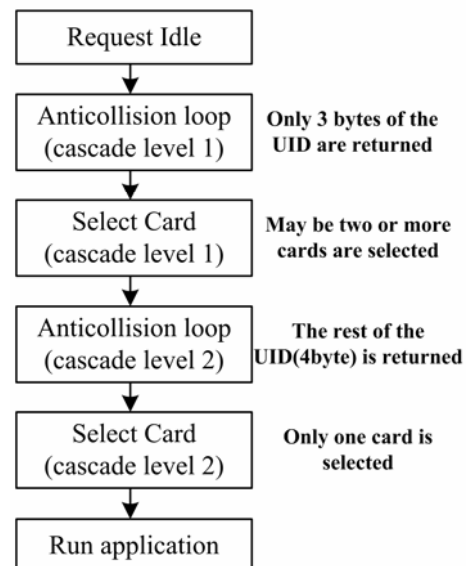 Request Idle
Anticollision loop
(cascade level 1)
Only 3 bytes of the
UID are returned
Select Card
(cascade level 1)
May be two or more
cards are selected
Anticollision loop
(cascade level 2)
The rest of the
UID(4byte) is returned
Select Card
(cascade level 2)
Only one card is
selected
Run application